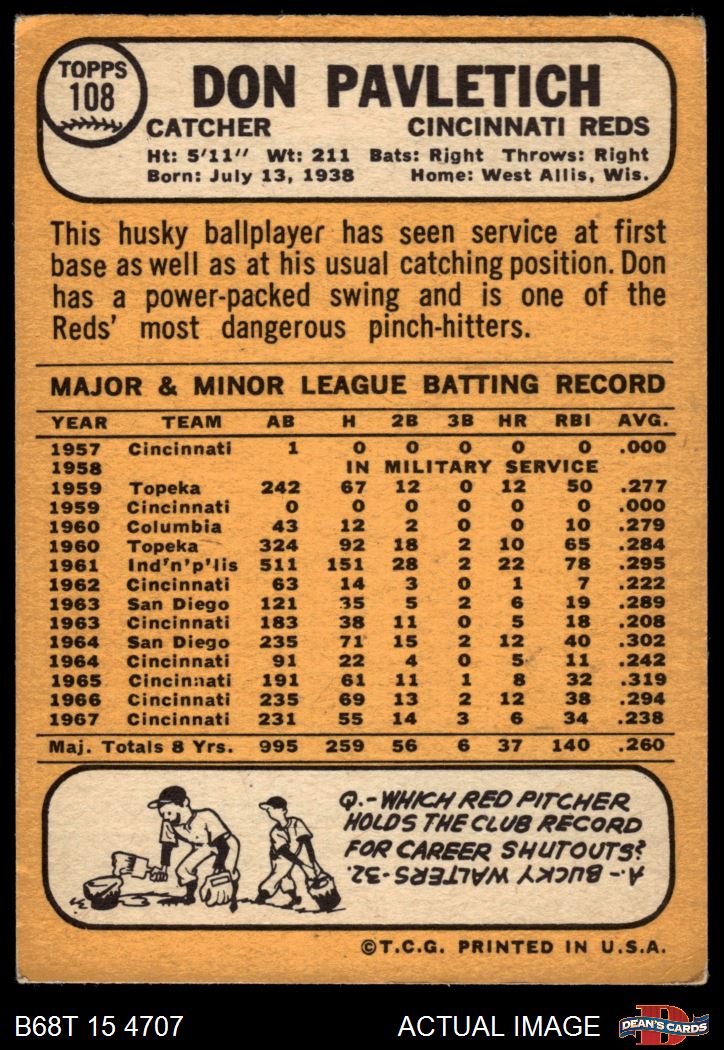 TOPPS
108
DON PAVLETICH
CATCHER CINCINNATI REDS
Ht: 5'11" Wt: 211 Bats: Right Throws: Right
Born: July 13, 1938 Home: West Allis, Wis.
This husky ballplayer has seen service at first
base as well as at his usual catching position. Don
has a power-packed swing and is one of the
Reds' most dangerous pinch-hitters.
MAJOR & MINOR LEAGUE BATTING RECORD
YEAR TEAM AB H 2B 3B HR RBI AVG.
1957 Cincinnati 1 0 0 0 0 0 .000
1958 IN MILITARY SERVICE
1959 Topeka 242 67 12 0 12 50 .277
1959 Cincinnati 0 0 0 0 0 0 .000
1960 Columbia 43 12 2 0 0 10 .279
1960 Topeka 324 92 18 2 10 65 .284
1961 Ind'n'p'lis 511 151 28 2 22 78 .295
1962 Cincinnati 63 14 3 0 1 7 .222
1963 San Diego 121 35 5 2 6 19 .289
1963 Cincinnati 183 38 11 0 5 18 .208
1964 San Diego 235 71 15 2 12 40 .302
1964 Cincinnati 91 22 4 0 5 11 .242
1965 Cincinnati 191 61 11 1 8 32 .319
1966 Cincinnati 235 69 13 2 12 38 .294
1967 Cincinnati 231 55 14 3 6 34 .238
Maj. Totals 8 Yrs. 995 259 56 6 37 140 .260
Q.-WHICH RED PITCHER
HOLDS THE CLUB RECORD
FOR CAREER SHUTOUTS?
A.-BUCKY WALTERS-32.
©T.C.G. PRINTED IN U.S.A.
B68T 15 4707 ACTUAL IMAGE
D
DEAN'S CARDS